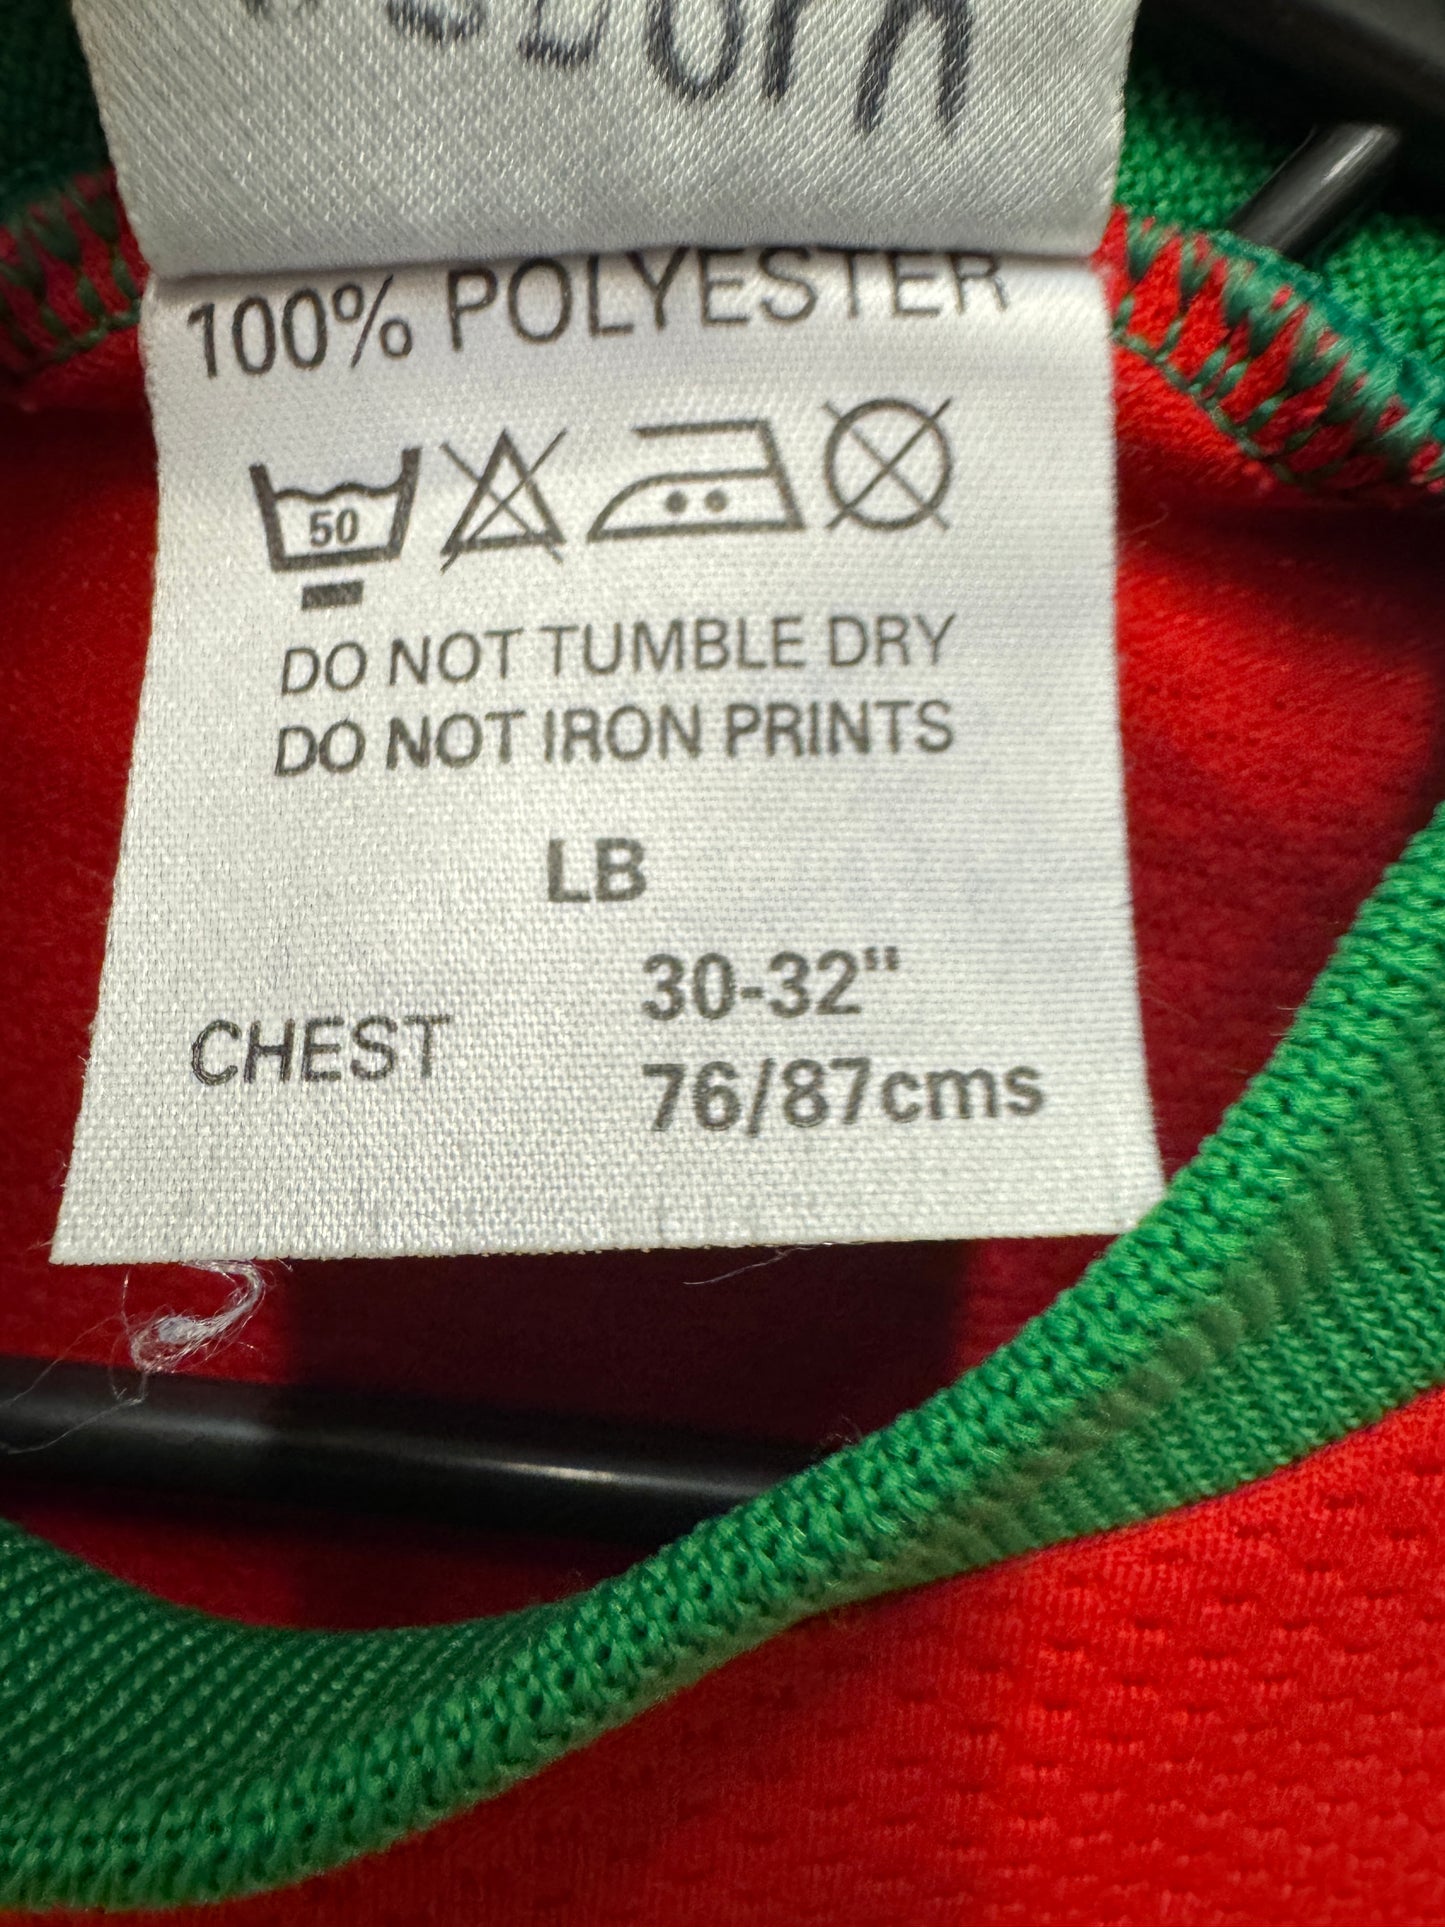 100% POLYESTER
50
DO NOT TUMBLE DRY
DO NOT IRON PRINTS
LB
CHEST 30-32"
76/87cms